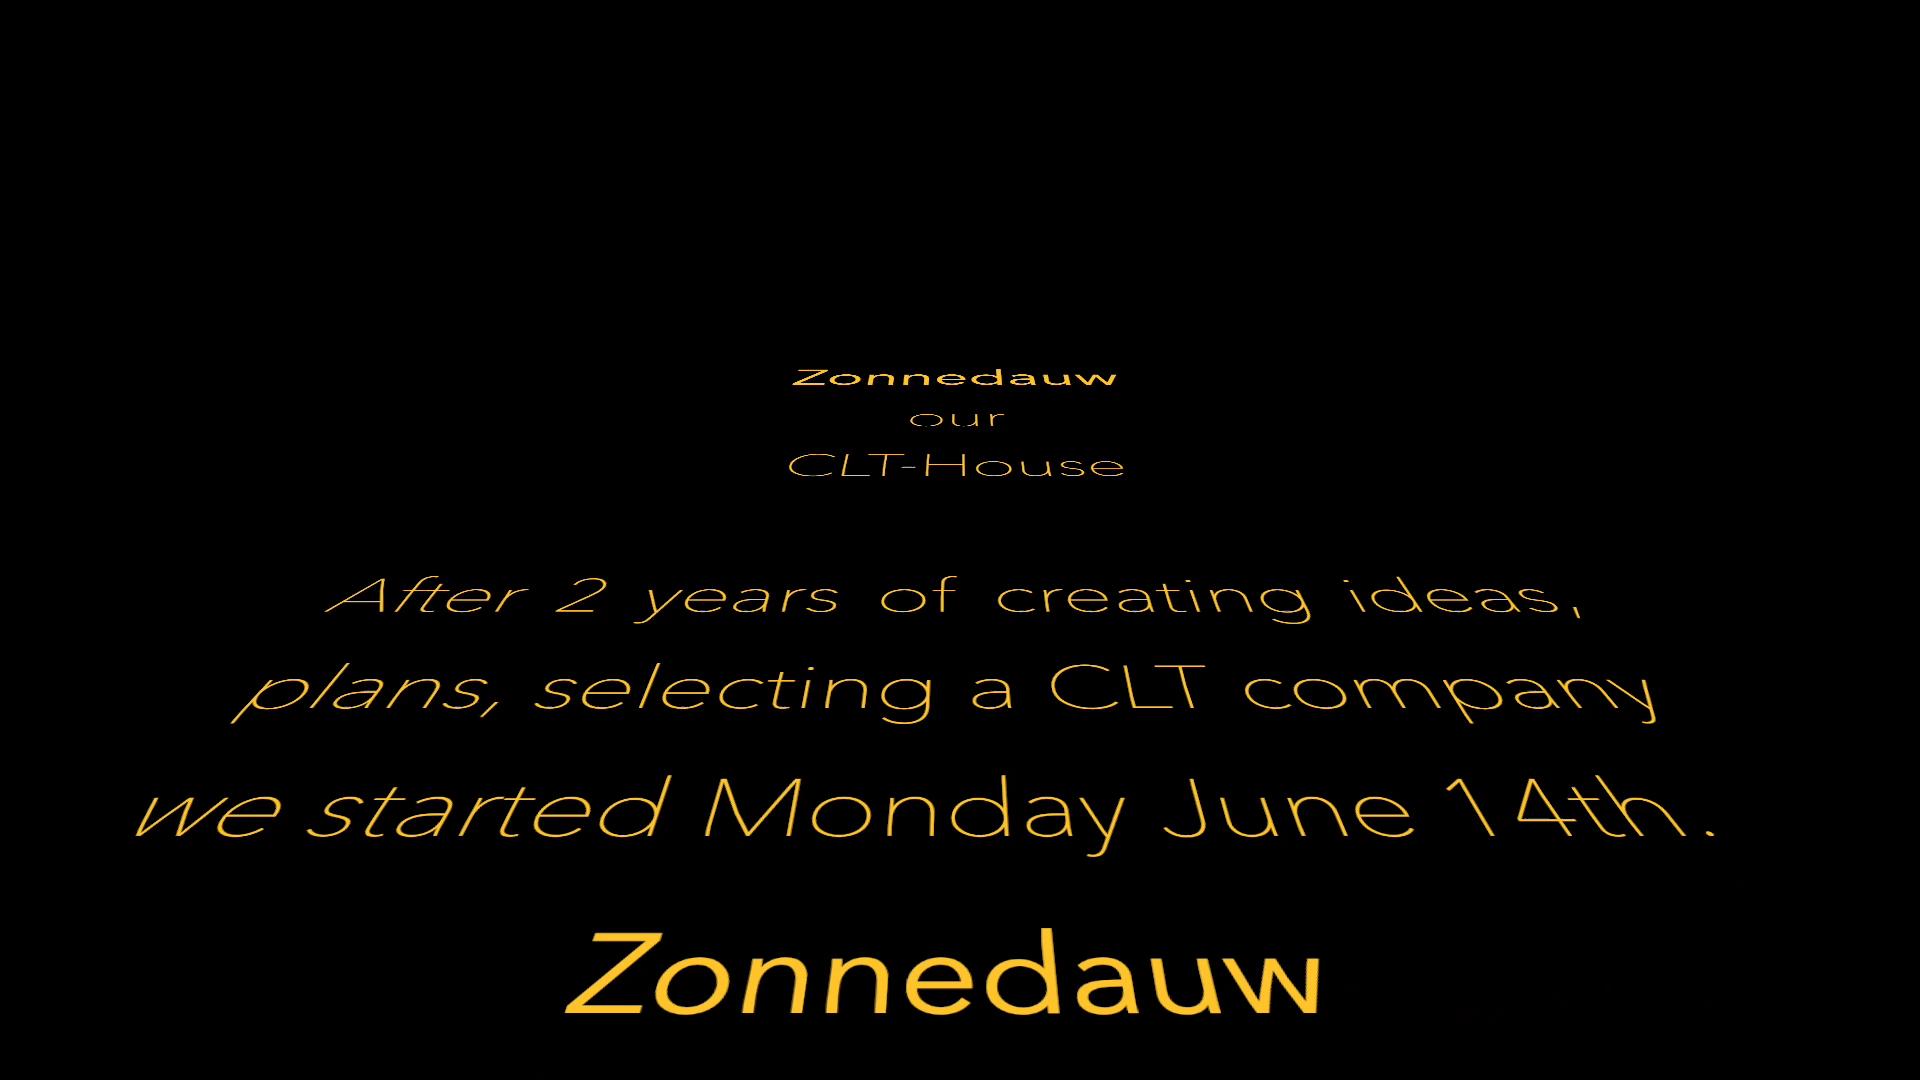 Zonnedauw
our
CLT-House
After 2 years of creating ideas,
plans, selecting a CLT company
we started Monday June 14th.
Zonnedauw